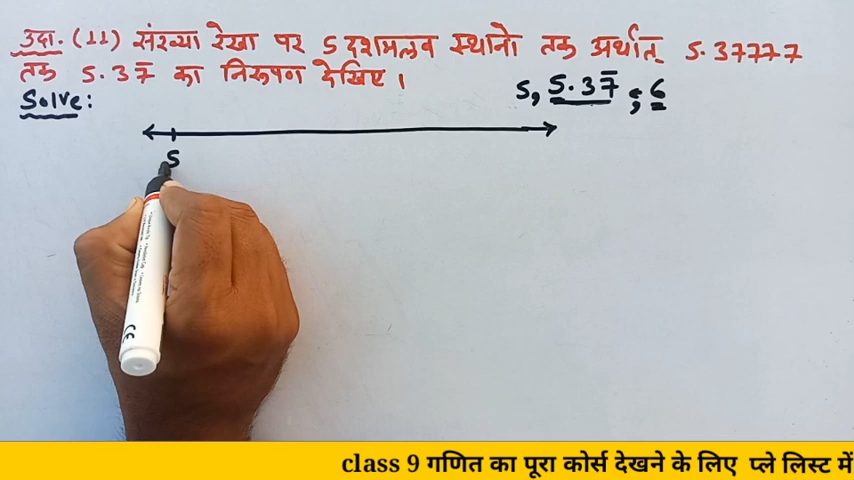 उदा. (11) संख्या रेखा पर 5 दशमलव स्थानो तक अर्थात् 5.37777
तक 5.37̅ का निरूपण देखिए।
Solve:
5, 5.37̅ ; 6
5
class 9 गणित का पूरा कोर्स देखने के लिए प्ले लिस्ट में